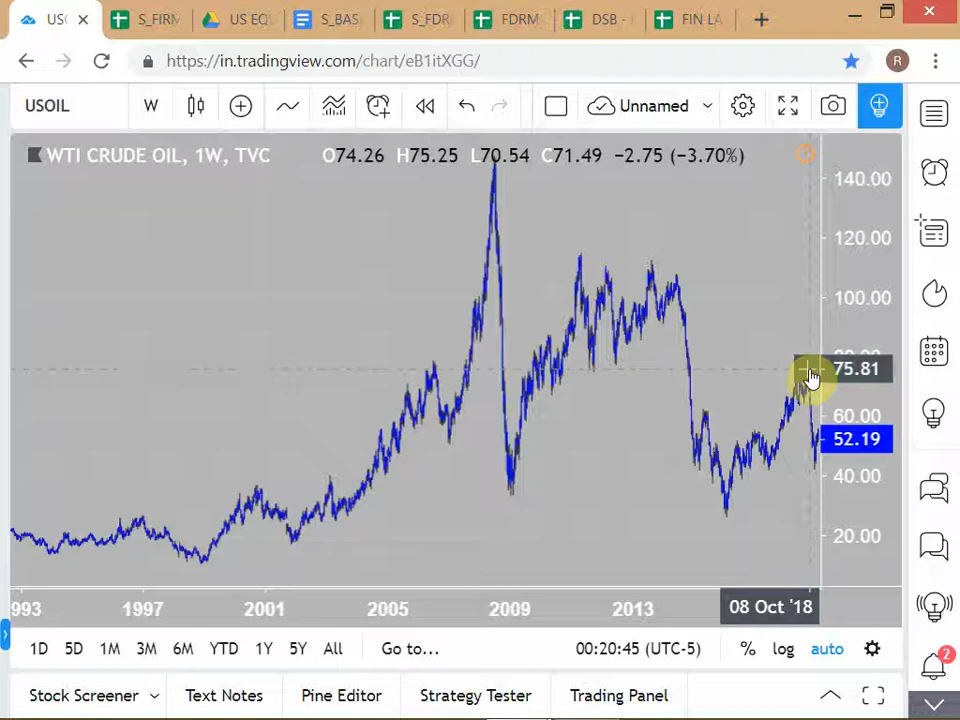 USO
S_FIRM
US EQU
S_BAS
S_FDR
FDRM
DSB -
FIN LA
https://in.tradingview.com/chart/eB1itXGG/
R
USOIL W Unnamed
WTI CRUDE OIL, 1W, TVC O74.26 H75.25 L70.54 C71.49 −2.75 (−3.70%)
140.00
120.00
100.00
80.00
75.81
60.00
52.19
40.00
20.00
993 1997 2001 2005 2009 2013 08 Oct '18
1D 5D 1M 3M 6M YTD 1Y 5Y All Go to... 00:20:45 (UTC-5) % log auto
2
Stock Screener Text Notes Pine Editor Strategy Tester Trading Panel